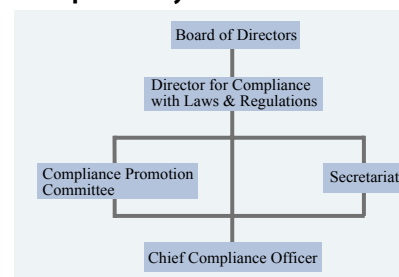 Board of Directors
Director for Compliance
with Laws & Regulations
Compliance Promotion
Committee
Secretariat
Chief Compliance Officer